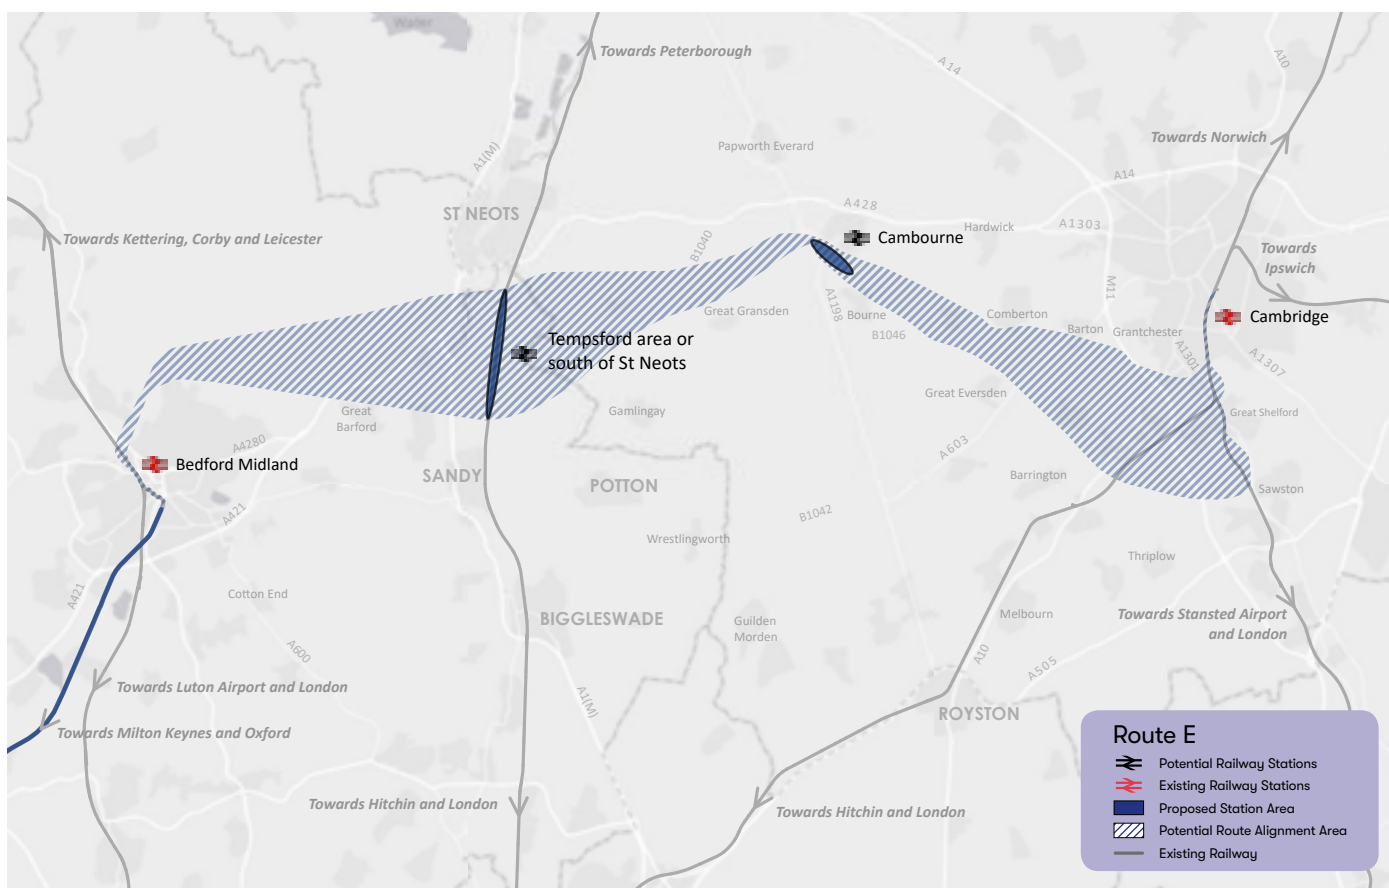 Water
Towards Peterborough
A14
A10
Towards Norwich
Papworth Everard
A1(M)
A14
ST NEOTS
A428
Hardwick
A1303
Towards Kettering, Corby and Leicester
B1040
Cambourne
Towards
Ipswich
M11
A1198
Great Gransden
Bourne
Comberton
Cambridge
B1046
Barton
Grantchester
Tempsford area or
south of St Neots
A1301
A1307
Great Eversden
Great
Barford
Gamlingay
Great Shelford
A4280
A603
Bedford Midland
SANDY
POTTON
Barrington
Sawston
A421
B1042
Wrestlingworth
Thriplow
A421
Cotton End
BIGGLESWADE
Guilden
Morden
Melbourn
Towards Stansted Airport
and London
A600
A10
A505
Towards Luton Airport and London
A1(M)
ROYSTON
Towards Milton Keynes and Oxford
Towards Hitchin and London
Towards Hitchin and London
Route E
Potential Railway Stations
Existing Railway Stations
Proposed Station Area
Potential Route Alignment Area
Existing Railway